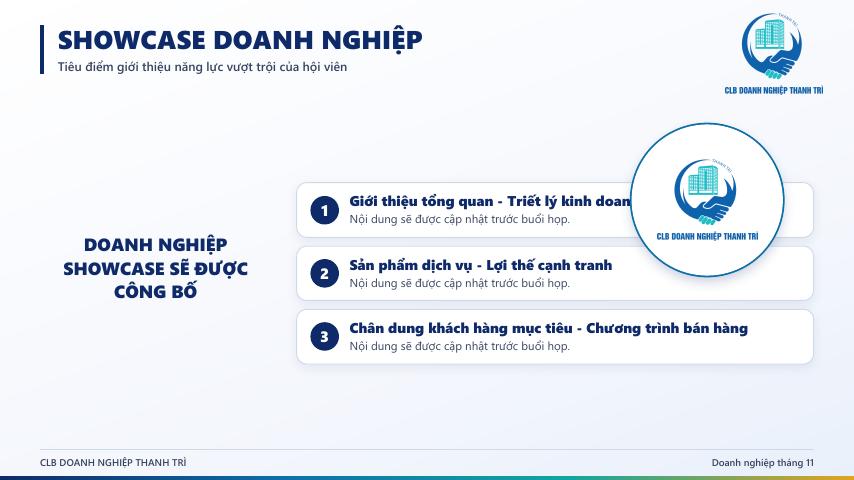 SHOWCASE DOANH NGHIỆP
Tiêu điểm giới thiệu năng lực vượt trội của hội viên
THANH TRÌ
CLB DOANH NGHIỆP THANH TRÌ
DOANH NGHIỆP
SHOWCASE SẼ ĐƯỢC
CÔNG BỐ
1
Giới thiệu tổng quan - Triết lý kinh doan
Nội dung sẽ được cập nhật trước buổi họp.
THANH TRÌ
CLB DOANH NGHIỆP THANH TRÌ
2
Sản phẩm dịch vụ - Lợi thế cạnh tranh
Nội dung sẽ được cập nhật trước buổi họp.
3
Chân dung khách hàng mục tiêu - Chương trình bán hàng
Nội dung sẽ được cập nhật trước buổi họp.
CLB DOANH NGHIỆP THANH TRÌ
Doanh nghiệp tháng 11